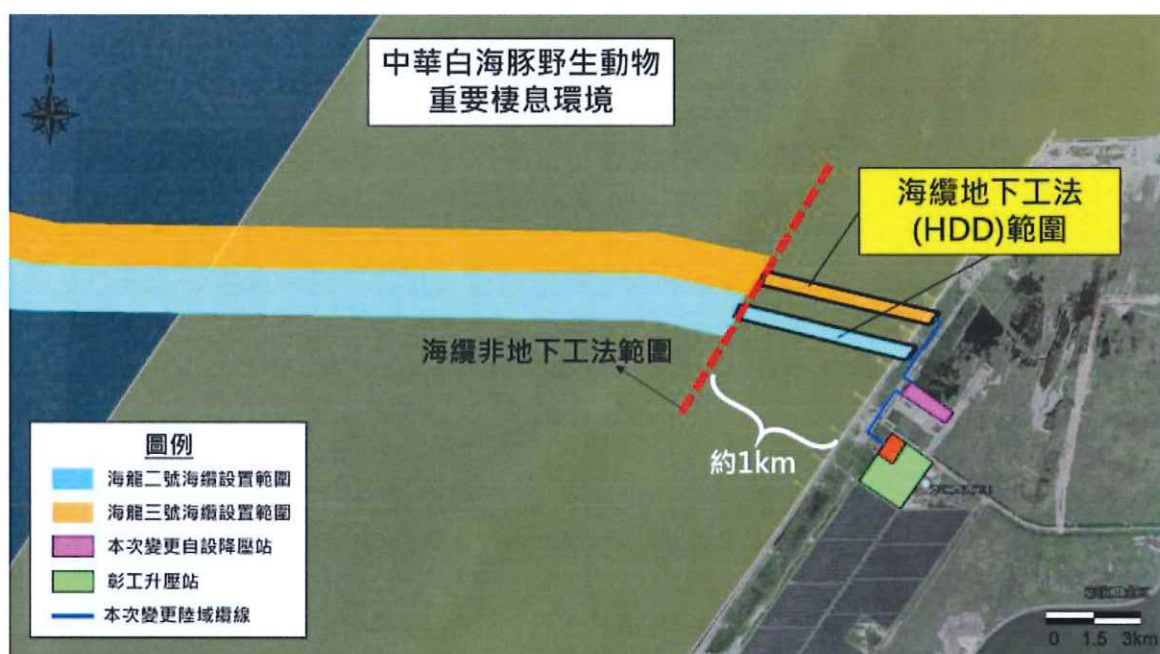 中華白海豚野生動物
重要棲息環境
海纜地下工法
(HDD)範圍
海纜非地下工法範圍
約1km
圖例
海龍二號海纜設置範圍
海龍三號海纜設置範圍
本次變更自設降壓站
彰工升壓站
本次變更陸域纜線
0 1.5 3km